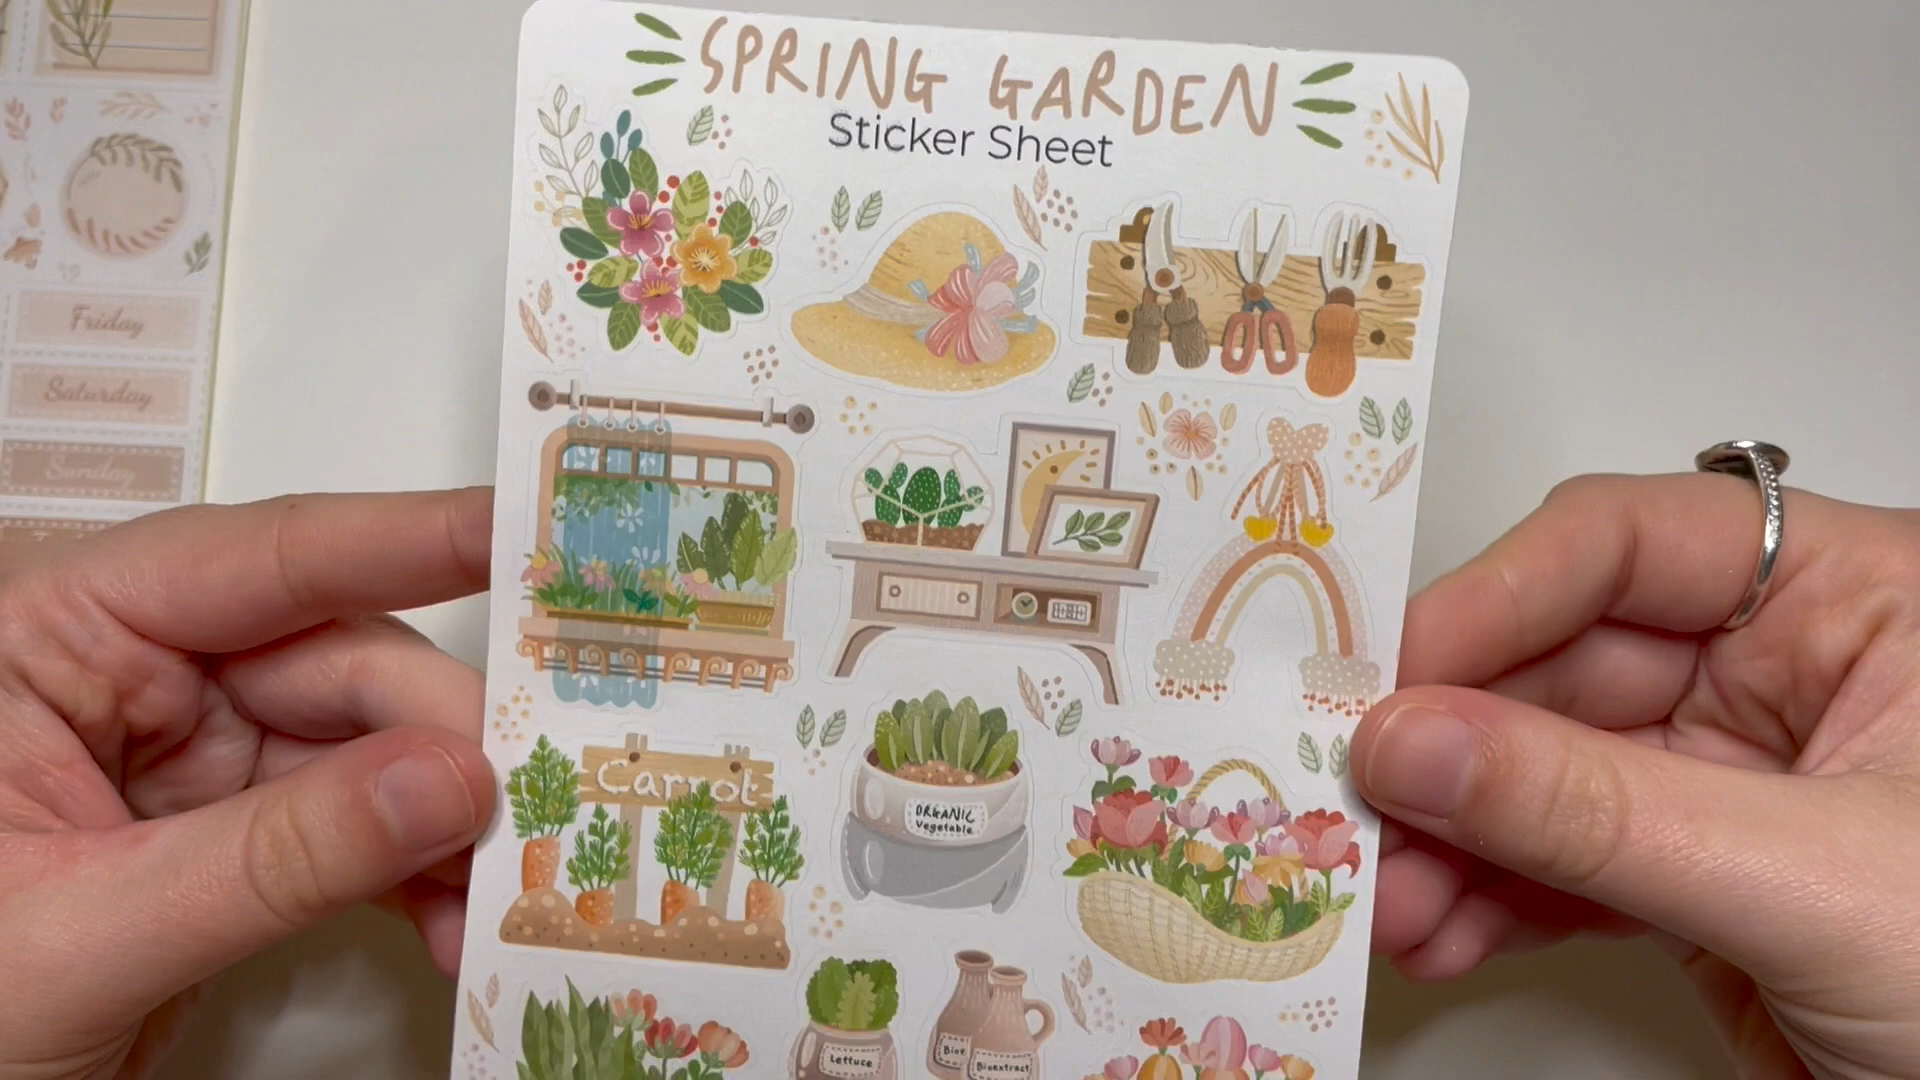 SPRING GARDEN
Sticker Sheet
Friday
Saturday
Sunday
Carrot
ORGANIC
Vegetable
Lettuce
Bioextract